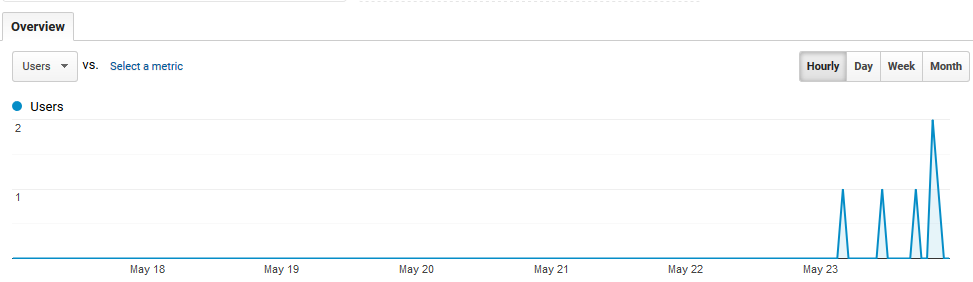 Overview
Users vs. Select a metric Hourly Day Week Month
Users
2
1
May 18 May 19 May 20 May 21 May 22 May 23